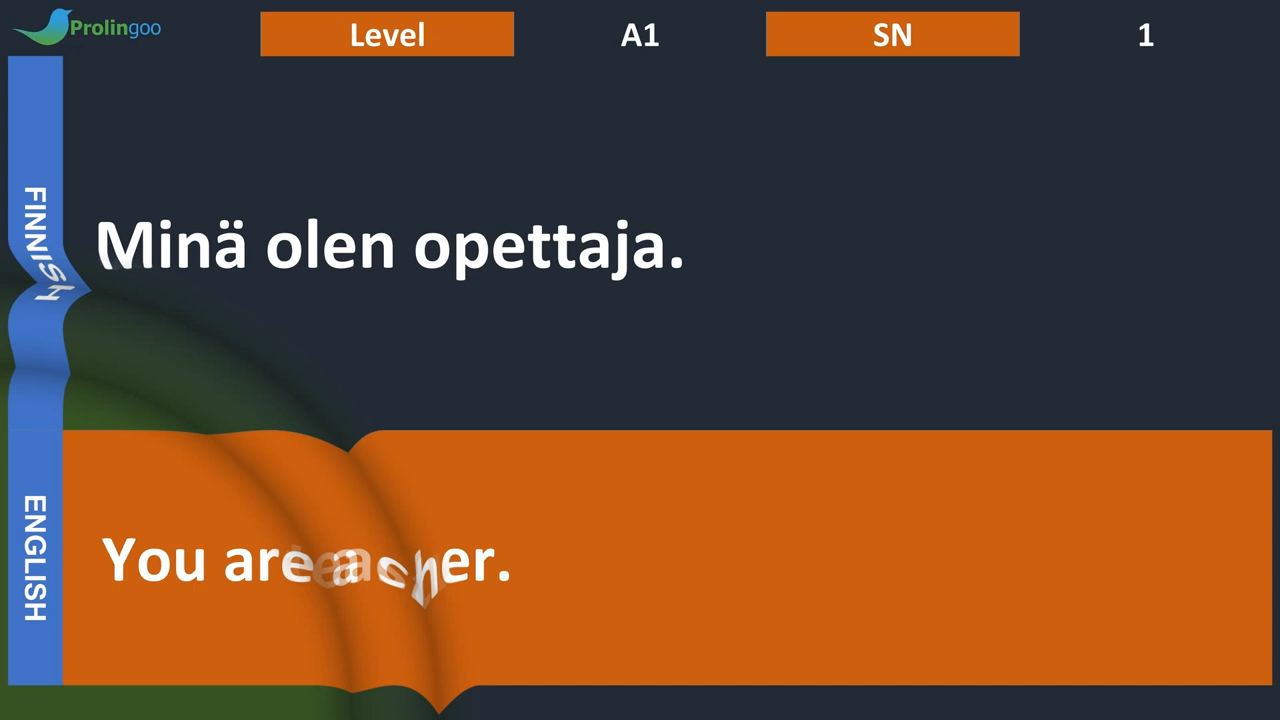 Prolingoo
Level A1 SN 1
FINNISH
Minä olen opettaja.
ENGLISH
You are